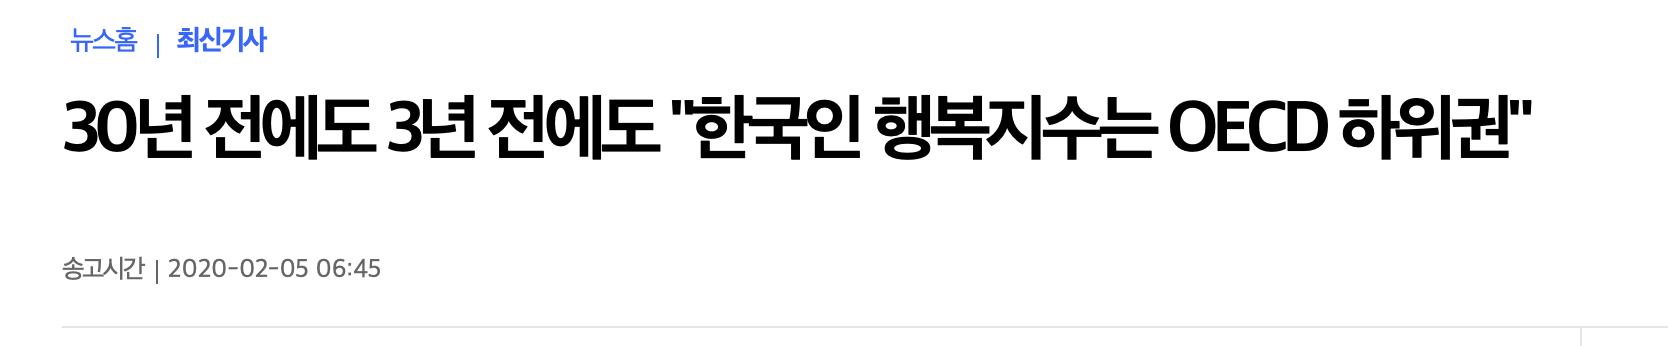 뉴스홈 | 최신기사
30년 전에도 3년 전에도 "한국인 행복지수는 OECD 하위권"
송고시간 | 2020-02-05 06:45